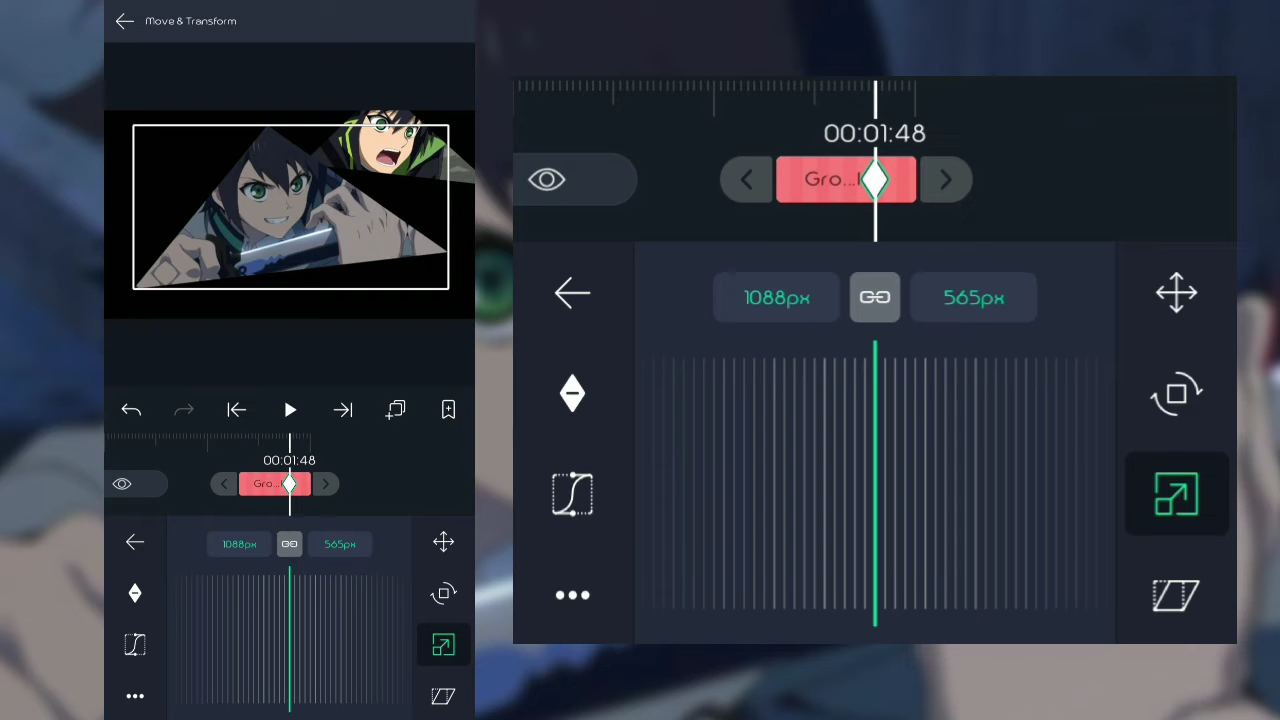 Move & Transform
00:01:48
Gro...
1088px
565px
00:01:48
Gro...
1088px
565px